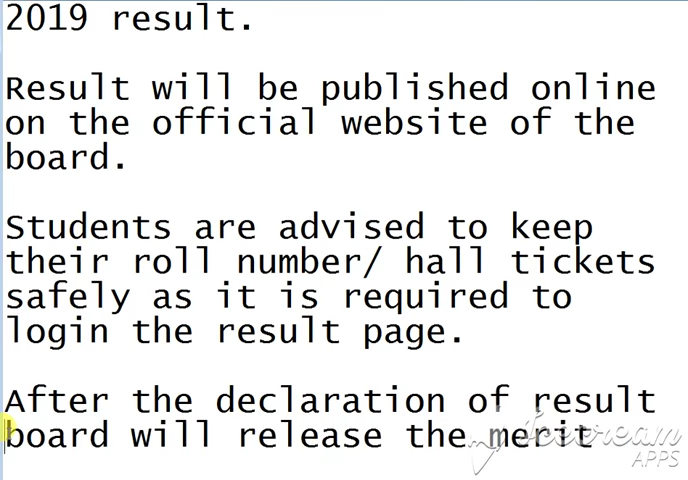 2019 result.
Result will be published online
on the official website of the
board.
Students are advised to keep
their roll number/ hall tickets
safely as it is required to
login the result page.
After the declaration of result
board will release the merit
Icecream
APPS